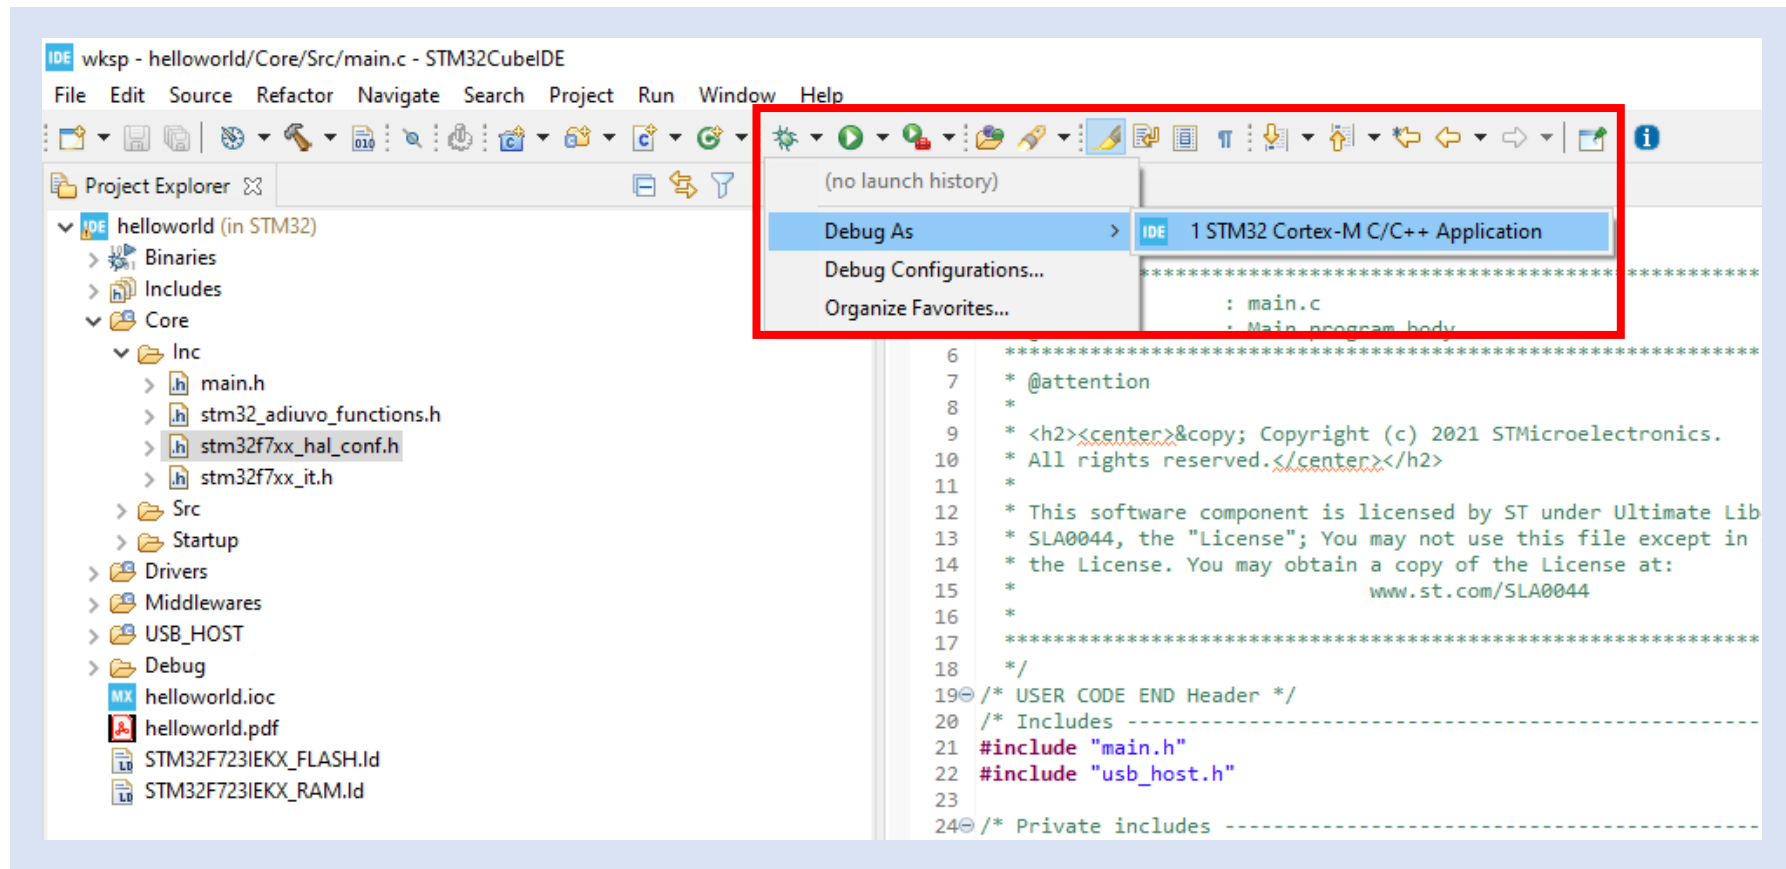 IDE wksp - helloworld/Core/Src/main.c - STM32CubeIDE
File Edit Source Refactor Navigate Search Project Run Window Help
Project Explorer
(no launch history)
Debug As
IDE 1 STM32 Cortex-M C/C++ Application
Debug Configurations...
Organize Favorites...
helloworld (in STM32)
Binaries
Includes
Core
Inc
main.h
stm32_adiuvo_functions.h
stm32f7xx_hal_conf.h
stm32f7xx_it.h
Src
Startup
Drivers
Middlewares
USB_HOST
Debug
MX helloworld.ioc
helloworld.pdf
STM32F723IEKX_FLASH.ld
STM32F723IEKX_RAM.ld
***************************************************
: main.c
: Main program body
6 **************************************************************
7 * @attention
8 *
9 * <h2><center>&copy; Copyright (c) 2021 STMicroelectronics.
10 * All rights reserved.</center></h2>
11 *
12 * This software component is licensed by ST under Ultimate Lib
13 * SLA0044, the "License"; You may not use this file except in
14 * the License. You may obtain a copy of the License at:
15 * www.st.com/SLA0044
16 *
17 **************************************************************
18 */
19 /* USER CODE END Header */
20 /* Includes ----------------------------------------------------
21 #include "main.h"
22 #include "usb_host.h"
23
24 /* Private includes --------------------------------------------